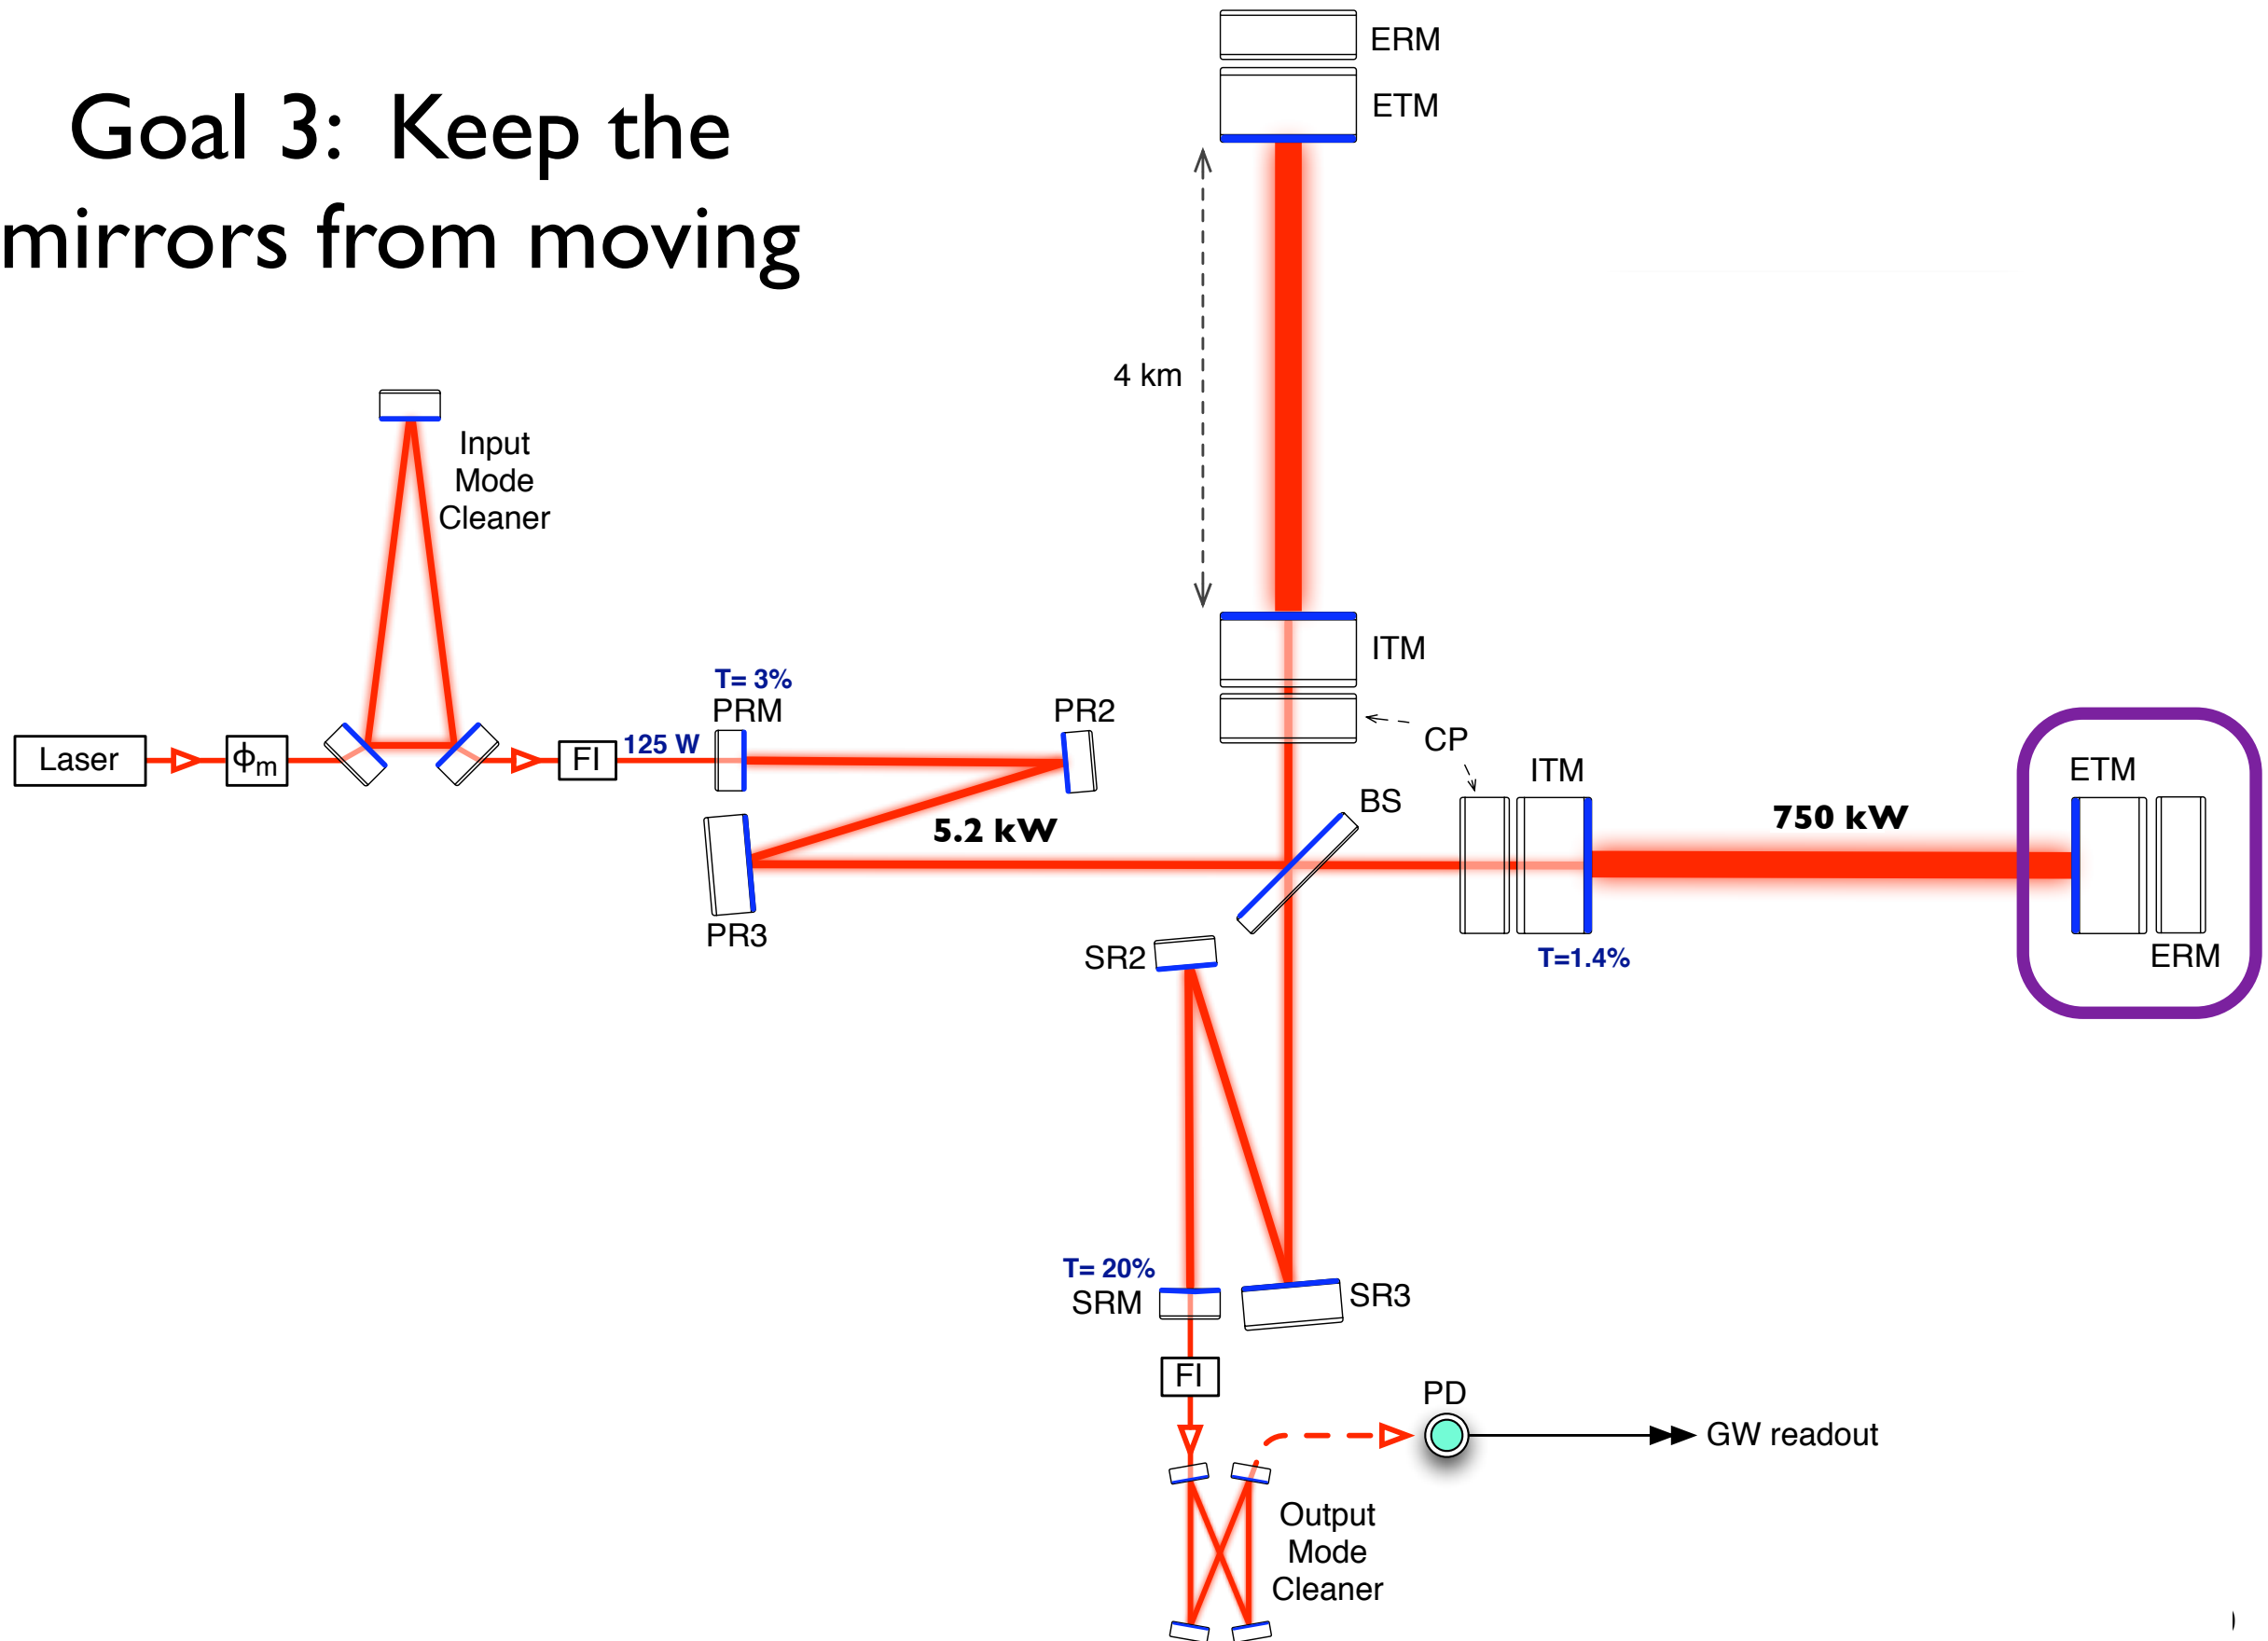 Goal 3: Keep the
mirrors from moving
ERM
ETM
4 km
Input
Mode
Cleaner
ITM
T= 3%
PRM
PR2
CP
Laser
ϕm
FI
125 W
ITM
ETM
BS
5.2 kW
750 kW
PR3
SR2
T=1.4%
ERM
T= 20%
SRM
SR3
FI
PD
GW readout
Output
Mode
Cleaner